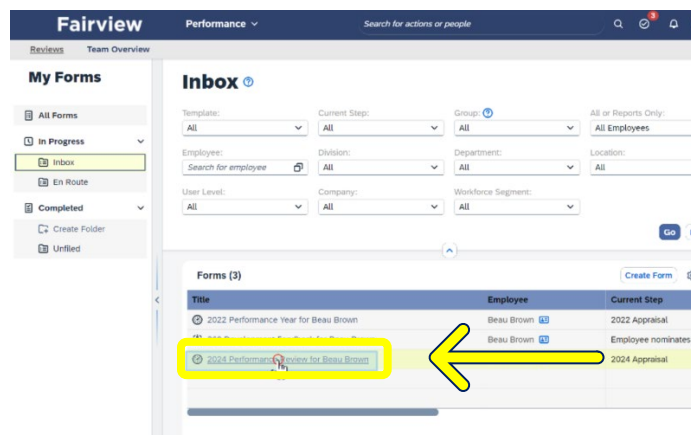 Fairview
Performance
Search for actions or people
3
Reviews Team Overview
My Forms
Inbox
All Forms
In Progress
Inbox
En Route
Completed
Create Folder
Unfiled
Template: Current Step: Group: All or Reports Only:
All All All All Employees
Employee: Division: Department: Location:
Search for employee All All All
User Level: Company: Workforce Segment:
All All All
Go
Forms (3)
Create Form
Title Employee Current Step
2022 Performance Year for Beau Brown Beau Brown 2022 Appraisal
Beau Brown Employee nominates
2024 Performance Review for Beau Brown 2024 Appraisal